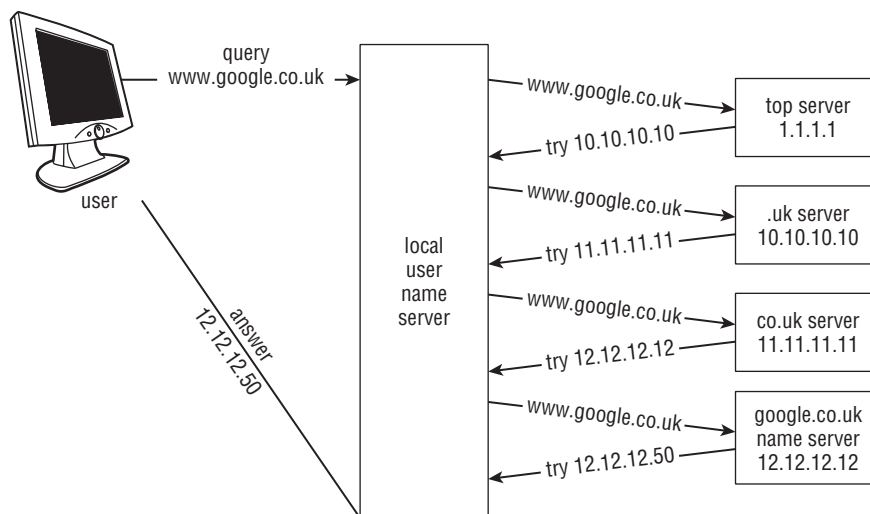 query
www.google.co.uk
user
answer
12.12.12.50
local
user
name
server
www.google.co.uk
try 10.10.10.10
www.google.co.uk
try 11.11.11.11
www.google.co.uk
try 12.12.12.12
www.google.co.uk
try 12.12.12.50
top server
1.1.1.1
.uk server
10.10.10.10
co.uk server
11.11.11.11
google.co.uk
name server
12.12.12.12